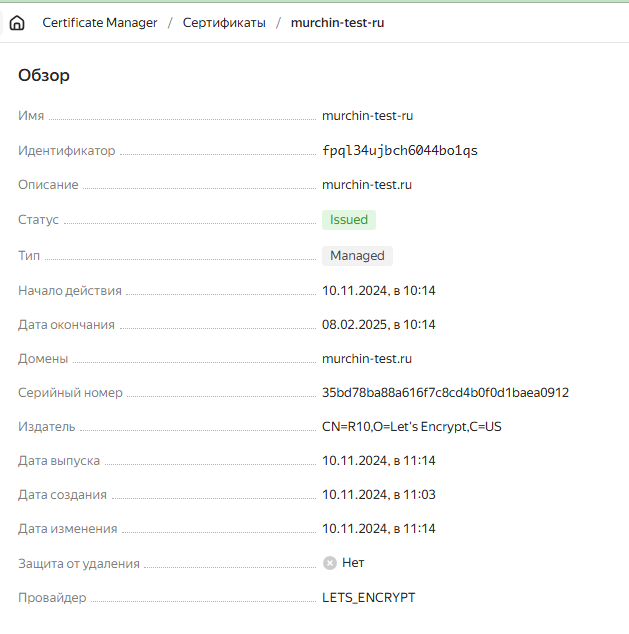 Certificate Manager / Сертификаты / murchin-test-ru
Обзор
Имя murchin-test-ru
Идентификатор fpql34ujbch6044bo1qs
Описание murchin-test.ru
Статус Issued
Тип Managed
Начало действия 10.11.2024, в 10:14
Дата окончания 08.02.2025, в 10:14
Домены murchin-test.ru
Серийный номер 35bd78ba88a616f7c8cd4b0f0d1baea0912
Издатель CN=R10,O=Let's Encrypt,C=US
Дата выпуска 10.11.2024, в 11:14
Дата создания 10.11.2024, в 11:03
Дата изменения 10.11.2024, в 11:14
Защита от удаления Нет
Провайдер LETS_ENCRYPT